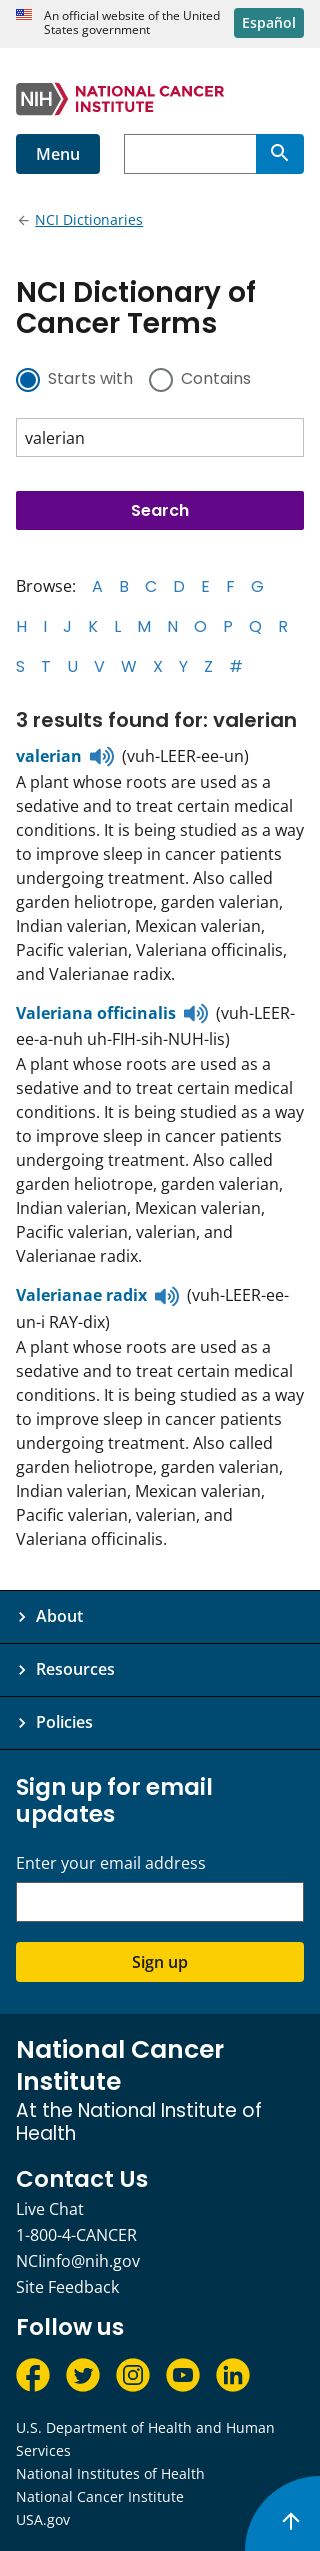 An official website of the United
States government
Español
NIH NATIONAL CANCER
INSTITUTE
Menu
← NCI Dictionaries
NCI Dictionary of
Cancer Terms
Starts with Contains
valerian
Search
Browse: A B C D E F G
H I J K L M N O P Q R
S T U V W X Y Z #
3 results found for: valerian
valerian (vuh-LEER-ee-un)
A plant whose roots are used as a
sedative and to treat certain medical
conditions. It is being studied as a way
to improve sleep in cancer patients
undergoing treatment. Also called
garden heliotrope, garden valerian,
Indian valerian, Mexican valerian,
Pacific valerian, Valeriana officinalis,
and Valerianae radix.
Valeriana officinalis (vuh-LEER-
ee-a-nuh uh-FIH-sih-NUH-lis)
A plant whose roots are used as a
sedative and to treat certain medical
conditions. It is being studied as a way
to improve sleep in cancer patients
undergoing treatment. Also called
garden heliotrope, garden valerian,
Indian valerian, Mexican valerian,
Pacific valerian, valerian, and
Valerianae radix.
Valerianae radix (vuh-LEER-ee-
un-i RAY-dix)
A plant whose roots are used as a
sedative and to treat certain medical
conditions. It is being studied as a way
to improve sleep in cancer patients
undergoing treatment. Also called
garden heliotrope, garden valerian,
Indian valerian, Mexican valerian,
Pacific valerian, valerian, and
Valeriana officinalis.
About
Resources
Policies
Sign up for email
updates
Enter your email address
Sign up
National Cancer
Institute
At the National Institute of
Health
Contact Us
Live Chat
1-800-4-CANCER
NCIinfo@nih.gov
Site Feedback
Follow us
U.S. Department of Health and Human
Services
National Institutes of Health
National Cancer Institute
USA.gov